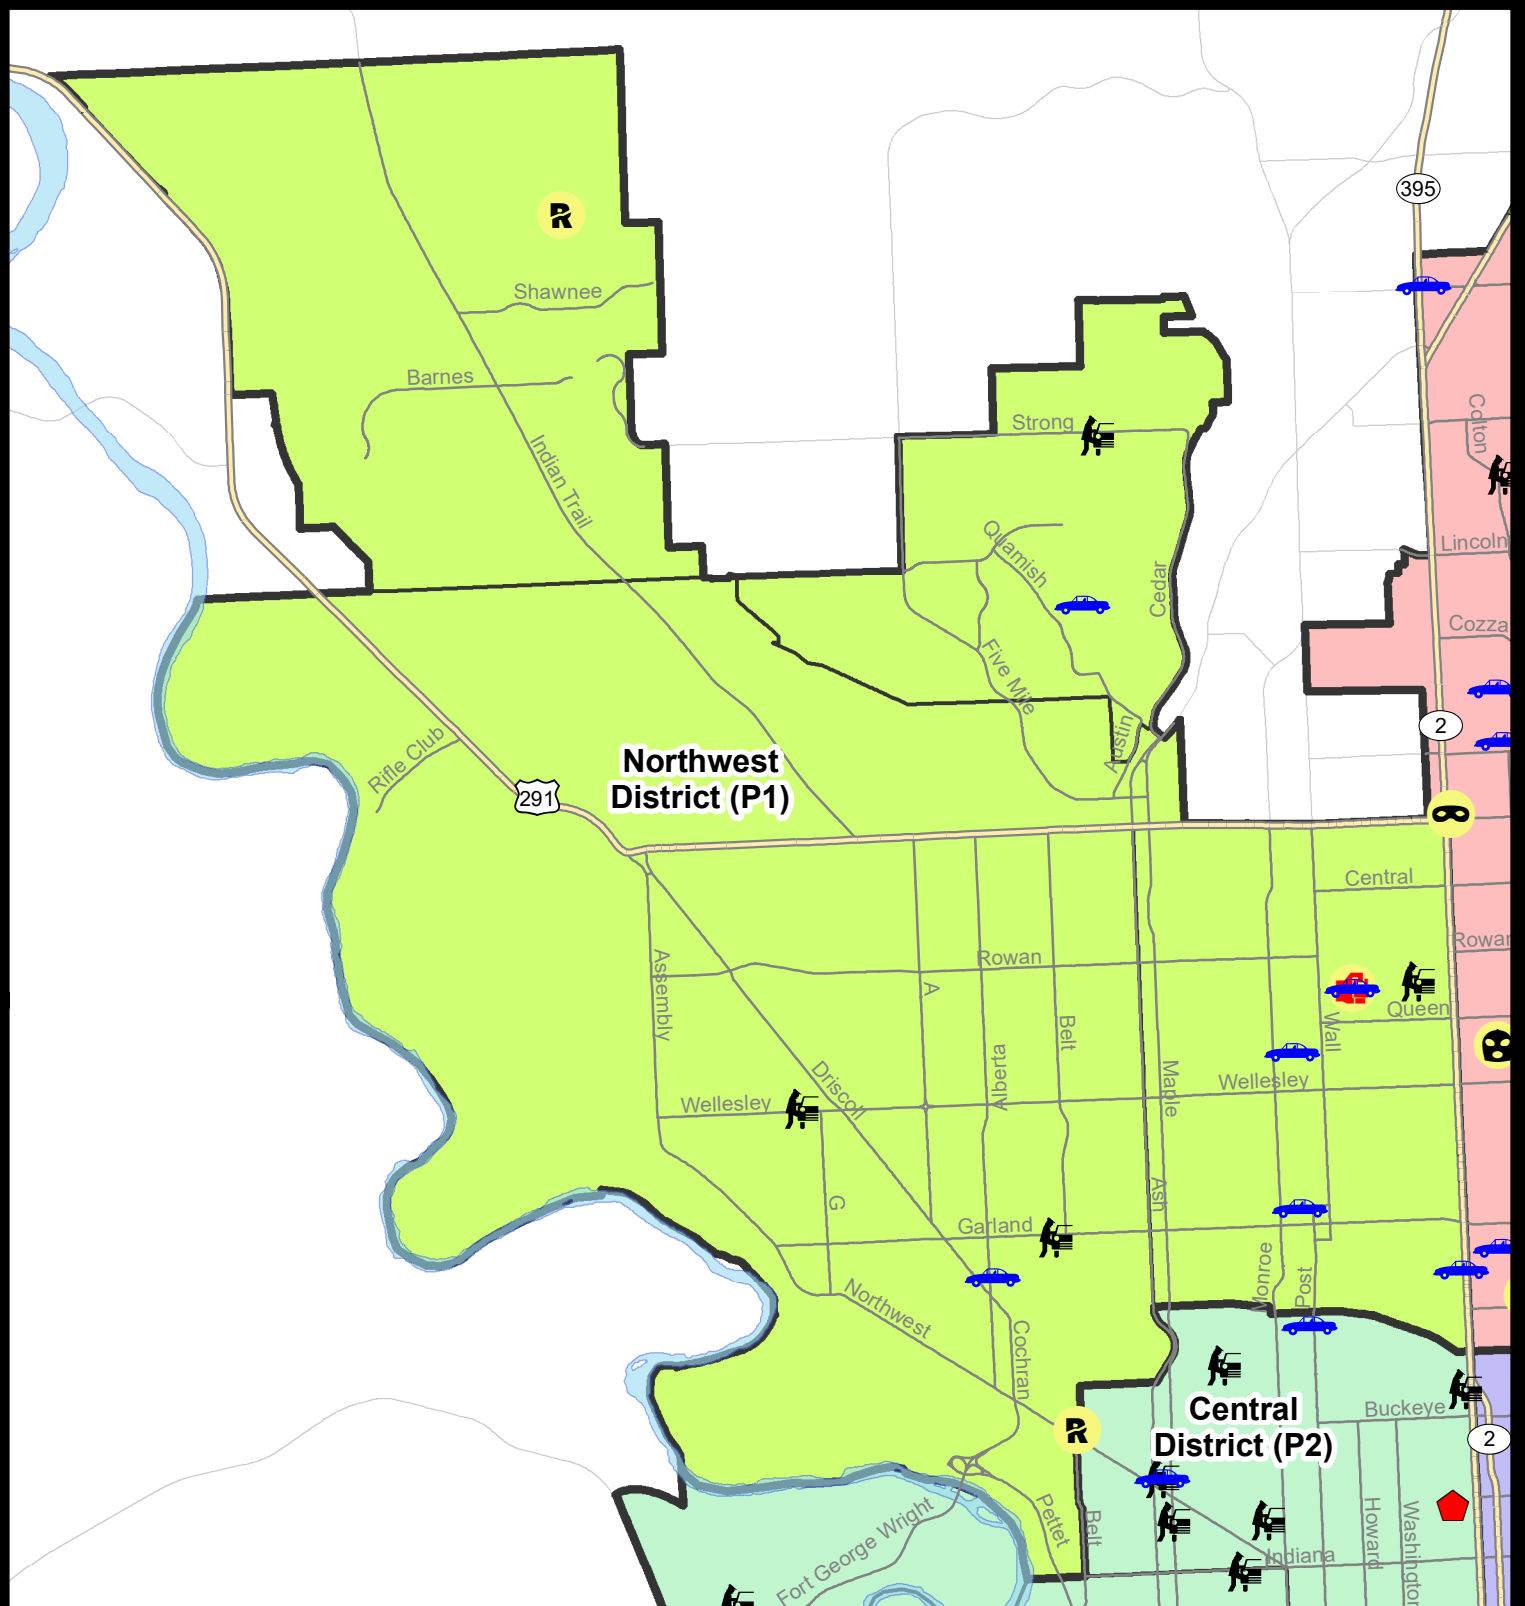 395
Shawnee
Barnes
Strong
Colton
Indian Trail
Lincoln
Quamish
Cedar
Cozza
Five Mile
Austin
2
Rifle Club
Northwest
District (P1)
291
Central
Rowan
Rowan
Assembly
A
Queen
Belt
Wall
Alberta
Driscoll
Maple
Wellesley
Wellesley
G
Ash
Garland
Monroe
Post
Northwest
Cochran
Central
District (P2)
Buckeye
2
R
R
Pettet
Belt
Howard
Washington
Fort George Wright
Indiana